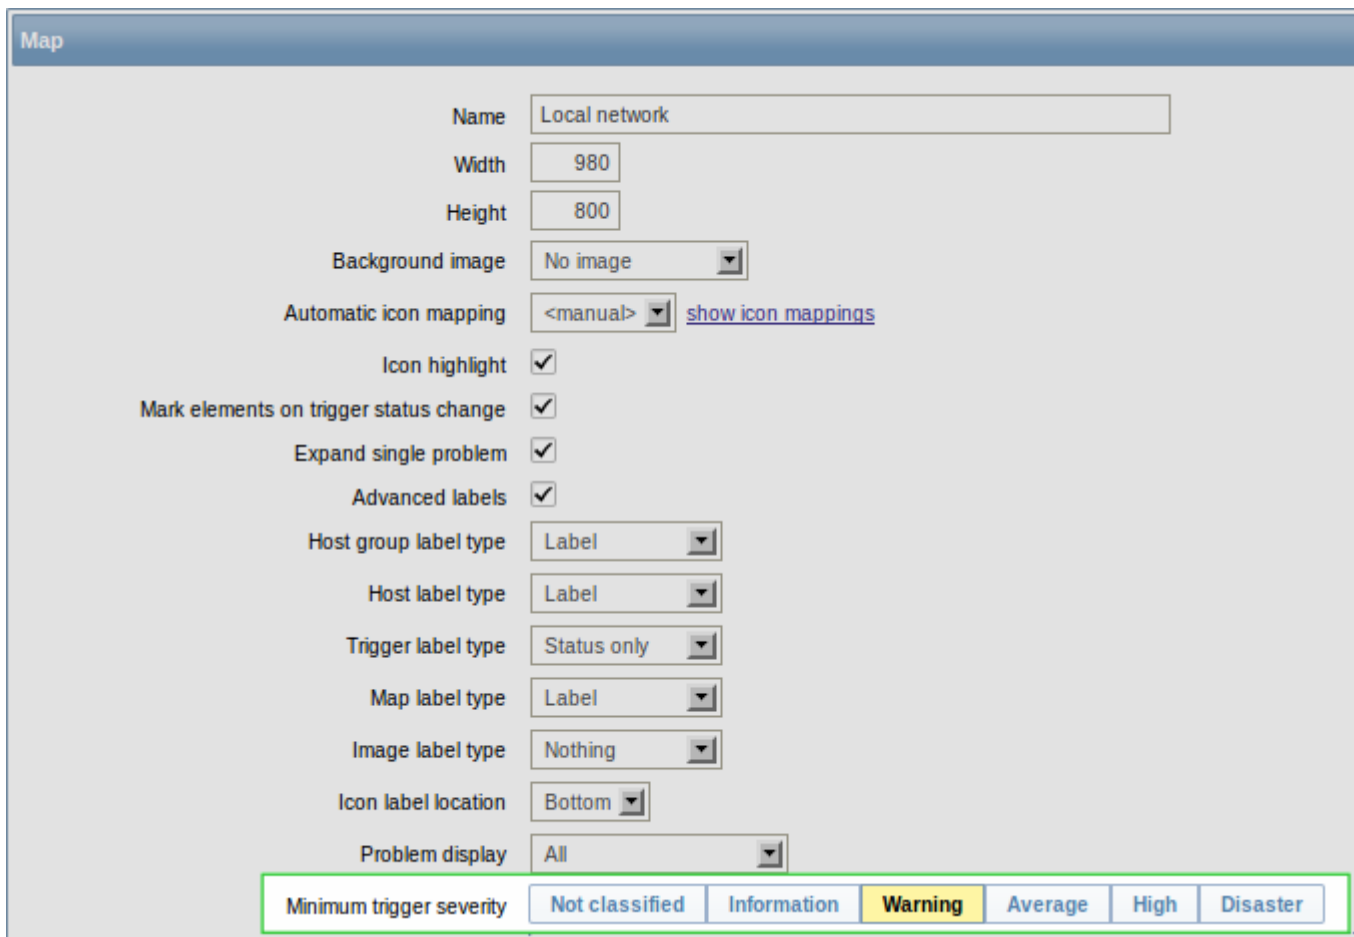 Map
Name Local network
Width 980
Height 800
Background image No image
Automatic icon mapping <manual> show icon mappings
Icon highlight
Mark elements on trigger status change
Expand single problem
Advanced labels
Host group label type Label
Host label type Label
Trigger label type Status only
Map label type Label
Image label type Nothing
Icon label location Bottom
Problem display All
Minimum trigger severity Not classified Information Warning Average High Disaster